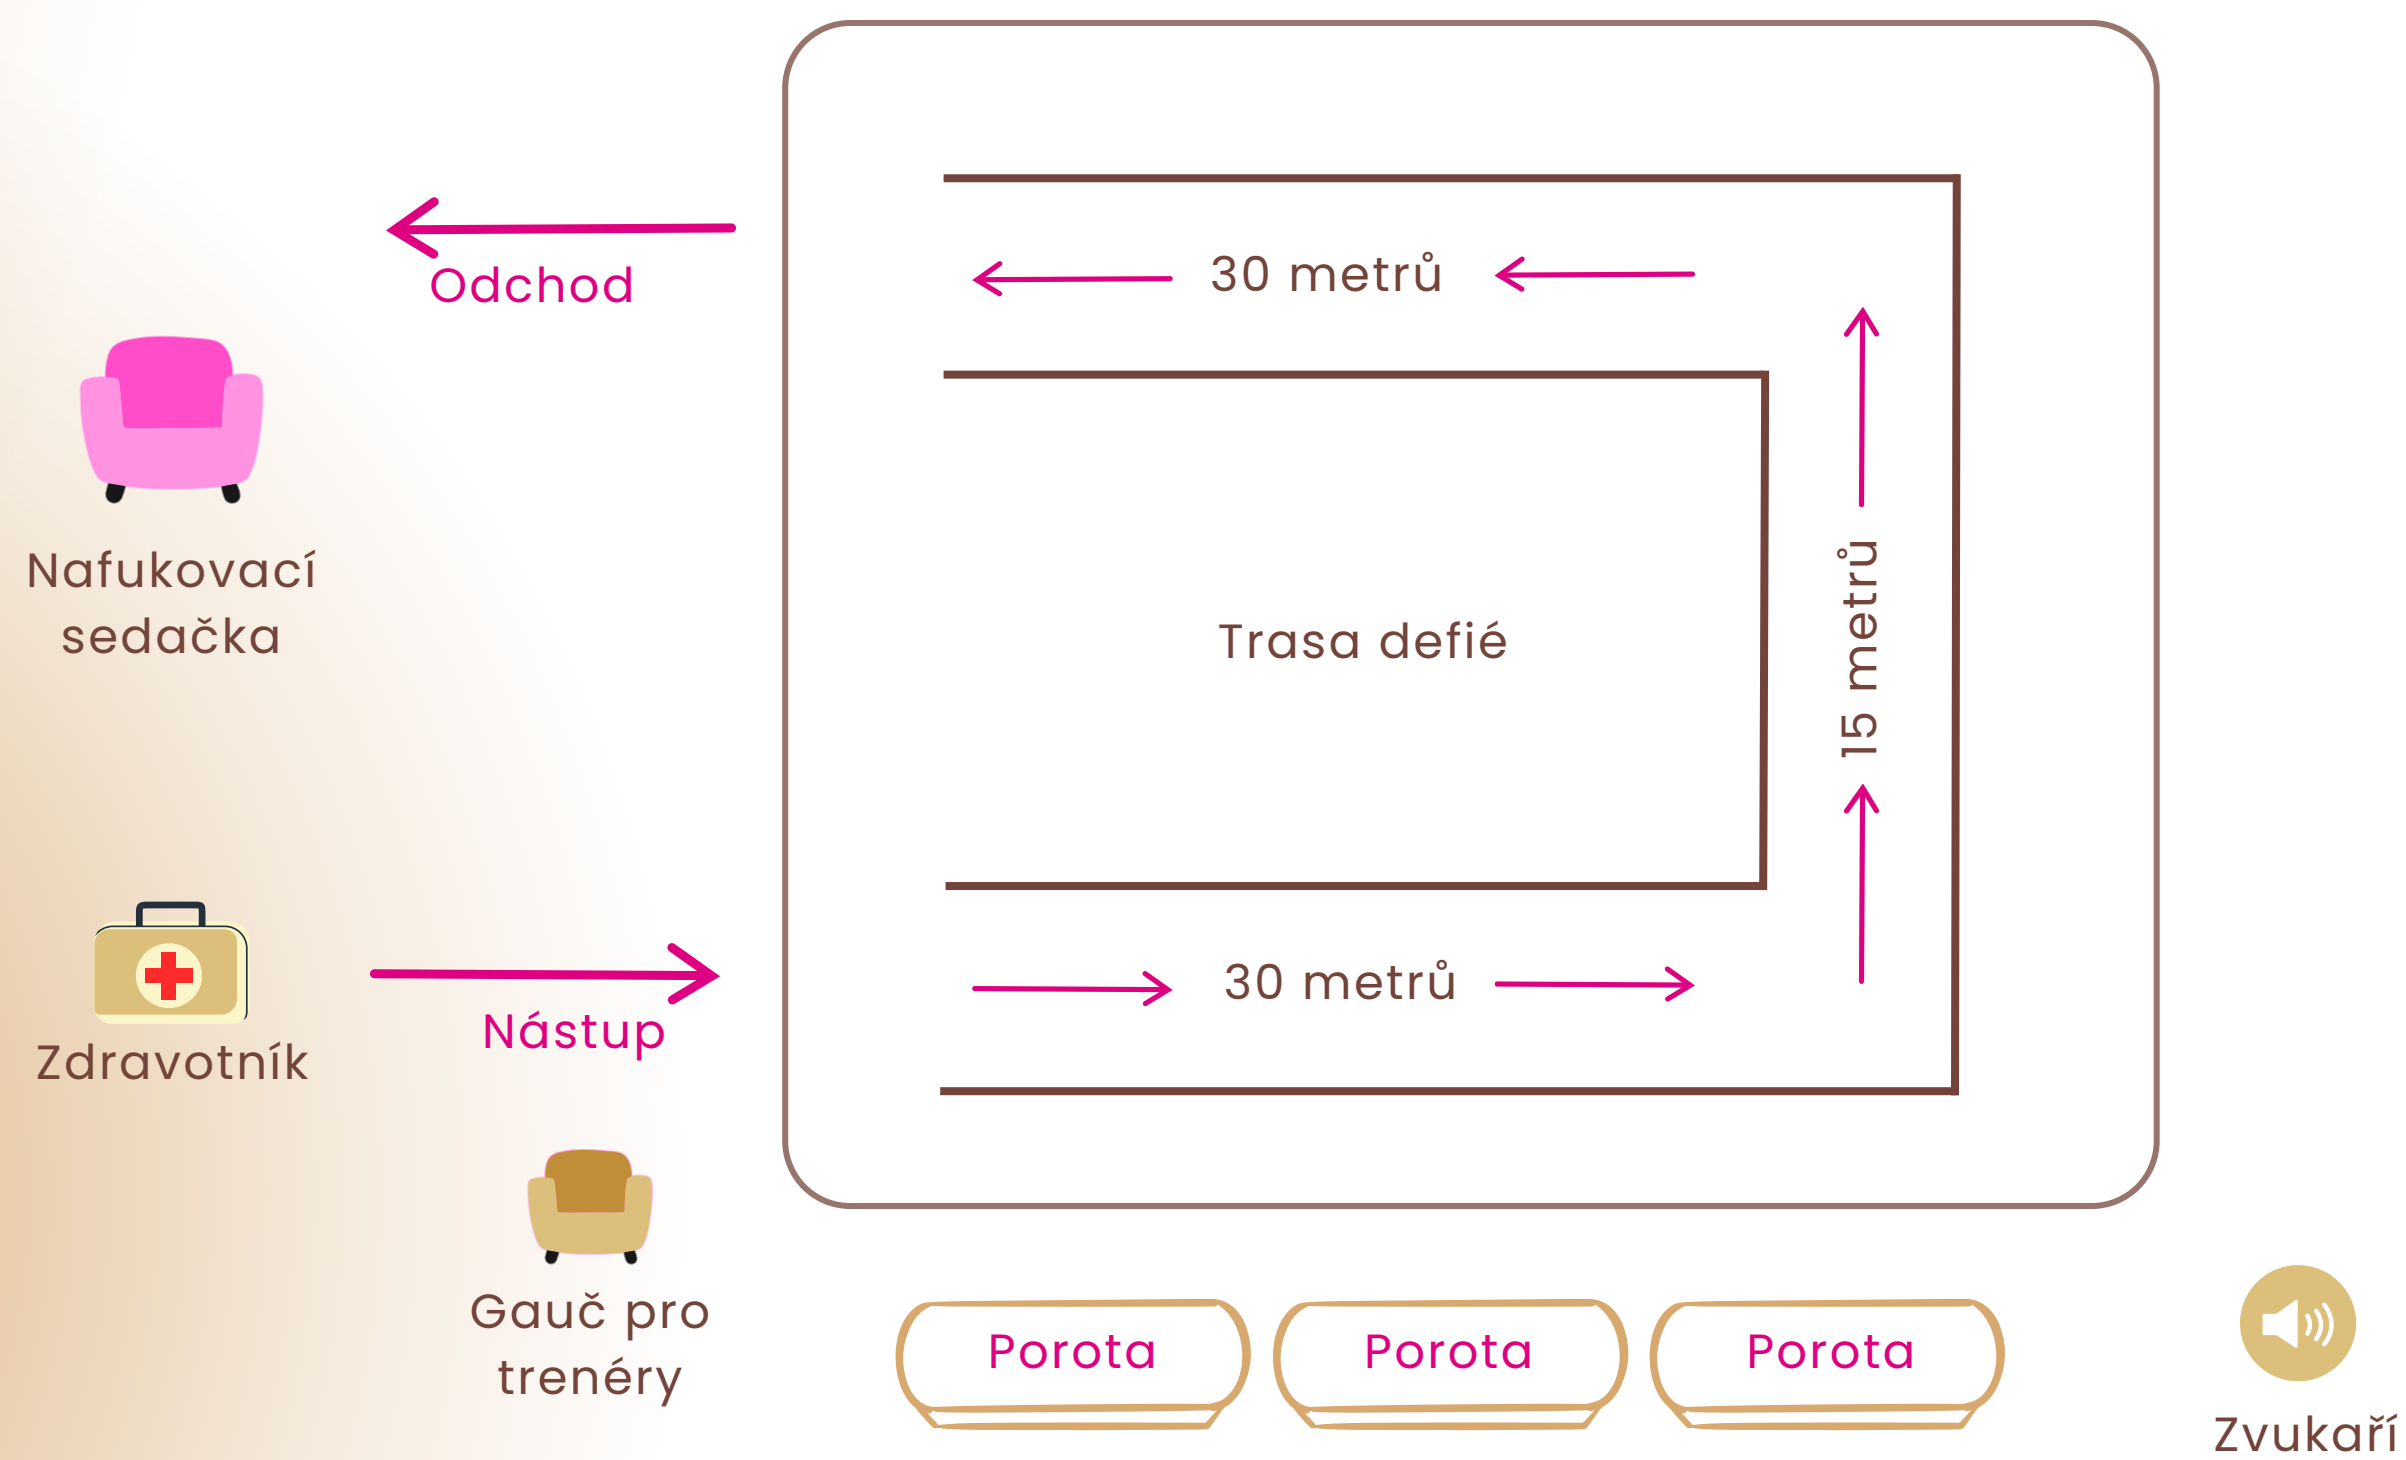 Odchod
30 metrů
Nafukovací
sedačka
Trasa defié
15 metrů
30 metrů
Zdravotník
Nástup
Gauč pro
trenéry
Porota
Porota
Porota
Zvukaří